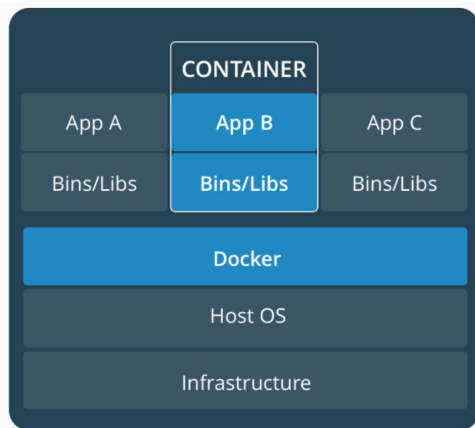 CONTAINER
App A App B App C
Bins/Libs Bins/Libs Bins/Libs
Docker
Host OS
Infrastructure